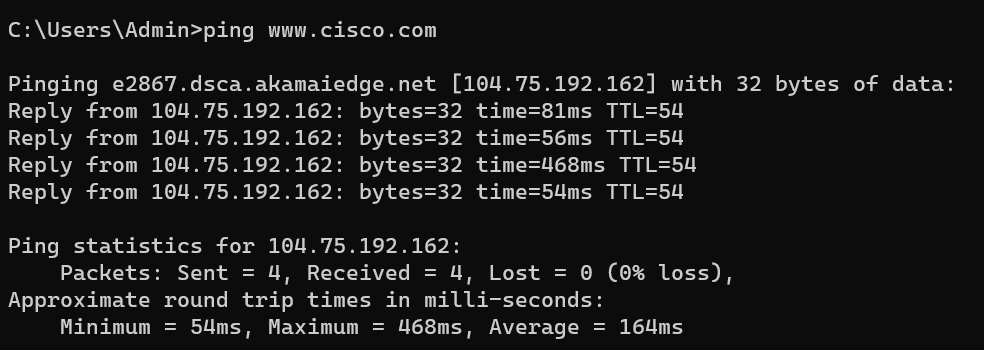 C:\Users\Admin>ping www.cisco.com
Pinging e2867.dsca.akamaiedge.net [104.75.192.162] with 32 bytes of data:
Reply from 104.75.192.162: bytes=32 time=81ms TTL=54
Reply from 104.75.192.162: bytes=32 time=56ms TTL=54
Reply from 104.75.192.162: bytes=32 time=468ms TTL=54
Reply from 104.75.192.162: bytes=32 time=54ms TTL=54
Ping statistics for 104.75.192.162:
    Packets: Sent = 4, Received = 4, Lost = 0 (0% loss),
Approximate round trip times in milli-seconds:
    Minimum = 54ms, Maximum = 468ms, Average = 164ms